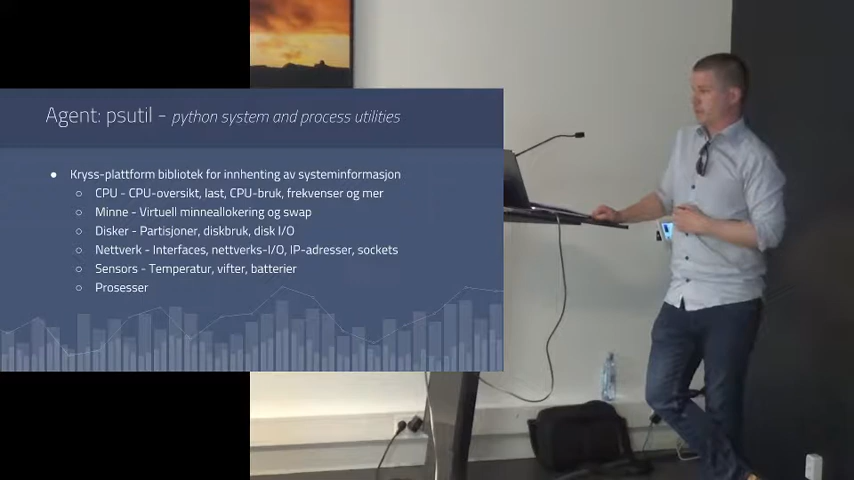 Agent: psutil - python system and process utilities
Kryss-plattform bibliotek for innhenting av systeminformasjon
CPU - CPU-oversikt, last, CPU-bruk, frekvenser og mer
Minne - Virtuell minneallokering og swap
Disker - Partisjoner, diskbruk, disk I/O
Nettverk - Interfaces, nettverks-I/O, IP-adresser, sockets
Sensors - Temperatur, vifter, batterier
Prosesser